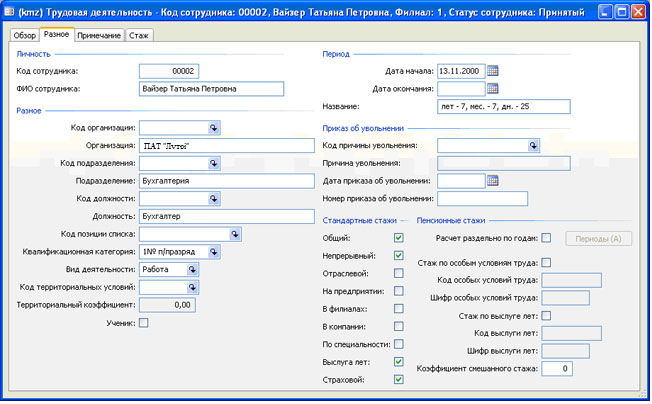 (kmz) Трудовая деятельность - Код сотрудника: 00002, Вайзер Татьяна Петровна, Филиал: 1, Статус сотрудника: Принятый
Обзор Разное Примечание Стаж
Личность
Код сотрудника: 00002
ФИО сотрудника: Вайзер Татьяна Петровна
Разное
Код организации:
Организация: ПАТ "Лугої"
Код подразделения:
Подразделение: Бухгалтерия
Код должности:
Должность: Бухгалтер
Код позиции списка:
Квалификационная категория: 1№ п/празряд
Вид деятельности: Работа
Код территориальных условий:
Территориальный коэффициент: 0,00
Ученик:
Период
Дата начала: 13.11.2000
Дата окончания:
Название: лет - 7, мес. - 7, дн. - 25
Приказ об увольнении
Код причины увольнения:
Причина увольнения:
Дата приказа об увольнении:
Номер приказа об увольнении:
Стандартные стажи
Общий:
Непрерывный:
Отраслевой:
На предприятии:
В филиалах:
В компании:
По специальности:
Выслуга лет:
Страховой:
Пенсионные стажи
Расчет раздельно по годам: Периоды (A)
Стаж по особым условиям труда:
Код особых условий труда:
Шифр особых условий труда:
Стаж по выслуге лет:
Код выслуги лет:
Шифр выслуги лет:
Коэффициент смешанного стажа: 0